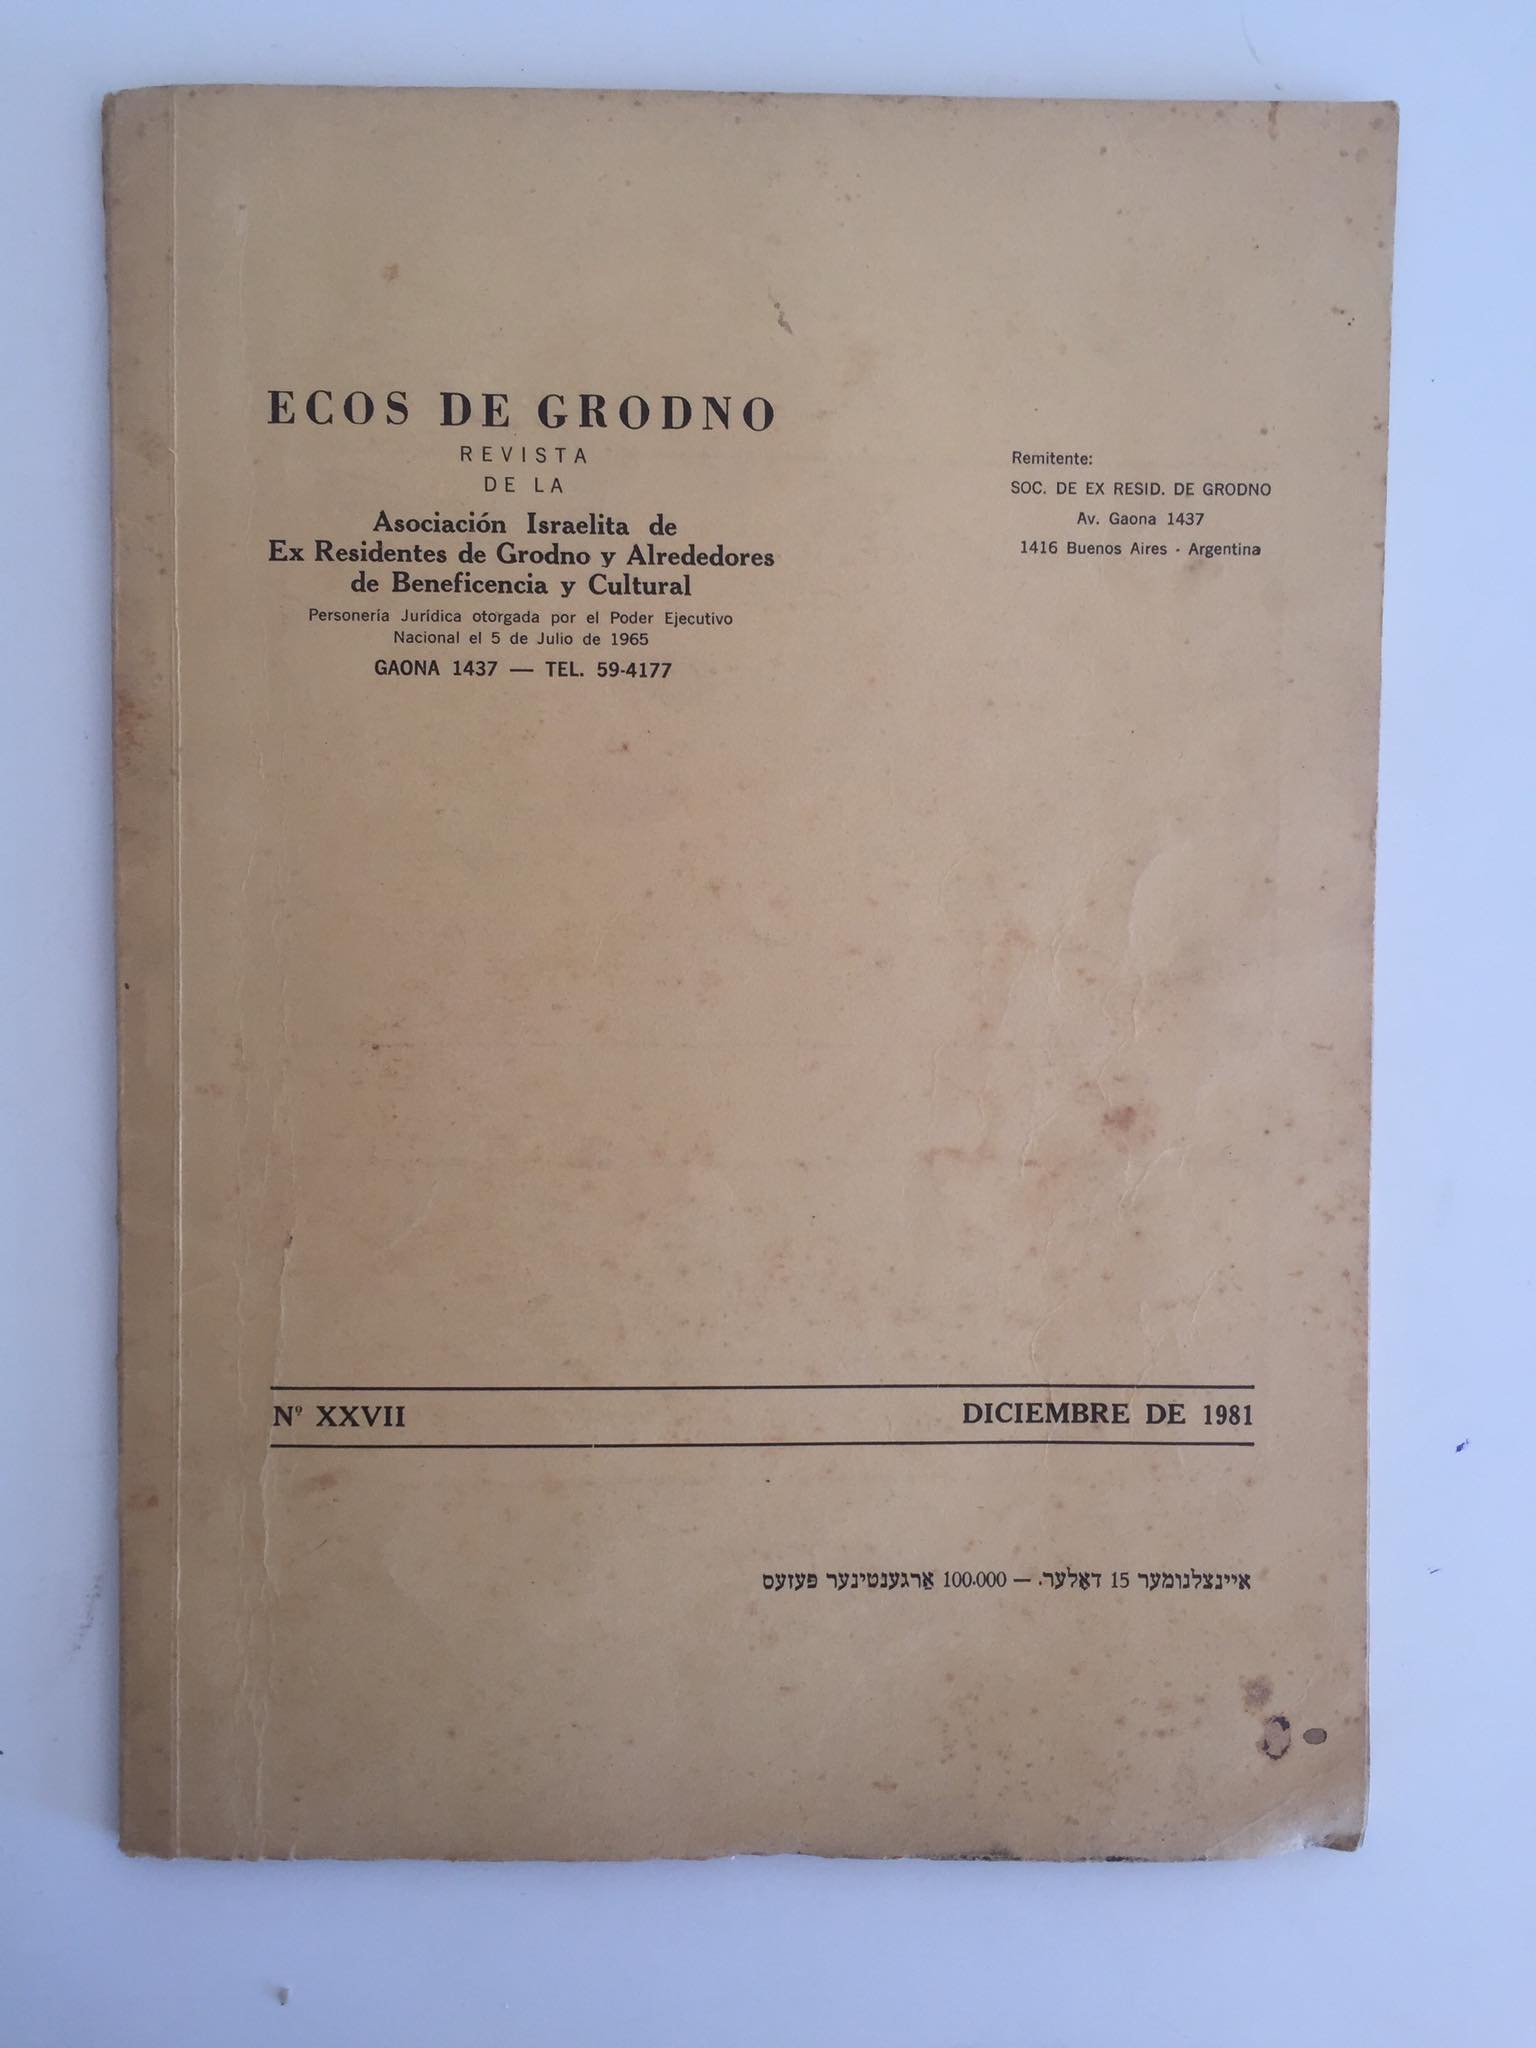 ECOS DE GRODNO
REVISTA
DE LA
Asociación Israelita de
Ex Residentes de Grodno y Alrededores
de Beneficencia y Cultural
Personería Jurídica otorgada por el Poder Ejecutivo
Nacional el 5 de Julio de 1965
GAONA 1437 — TEL. 59-4177
Remitente:
SOC. DE EX RESID. DE GRODNO
Av. Gaona 1437
1416 Buenos Aires - Argentina
Nº XXVII
DICIEMBRE DE 1981
איינצלנומער 15 דאָלער. — 100.000 אַרגענטינער פּעזעס